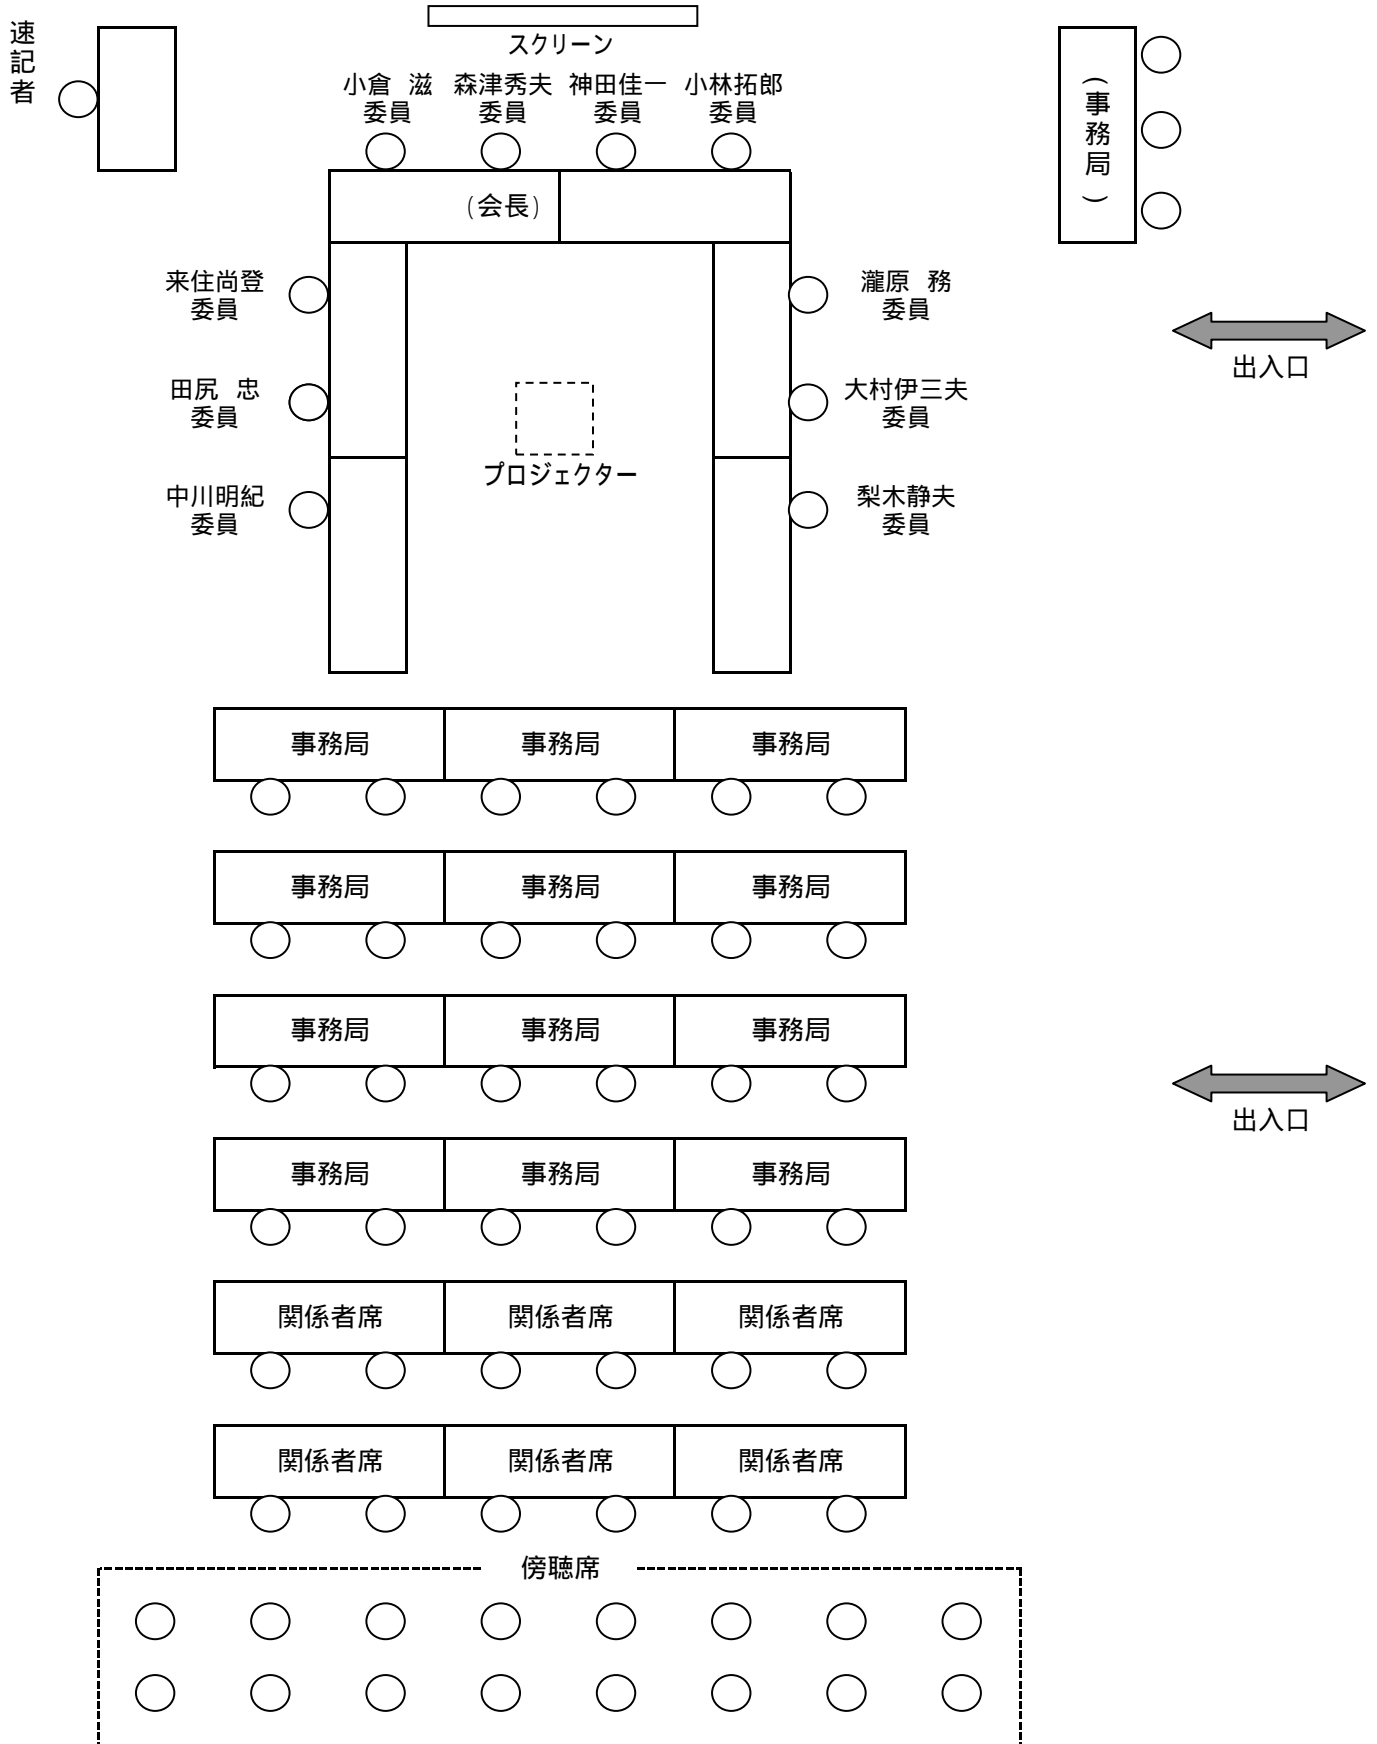 速記者
スクリーン
小倉　滋　森津秀夫　神田佳一　小林拓郎
委員　委員　委員　委員
(事務局)
(会長)
来住尚登
委員
瀧原　務
委員
出入口
田尻　忠
委員
大村伊三夫
委員
プロジェクター
中川明紀
委員
梨木静夫
委員
事務局　事務局　事務局
事務局　事務局　事務局
事務局　事務局　事務局
出入口
事務局　事務局　事務局
関係者席　関係者席　関係者席
関係者席　関係者席　関係者席
傍聴席